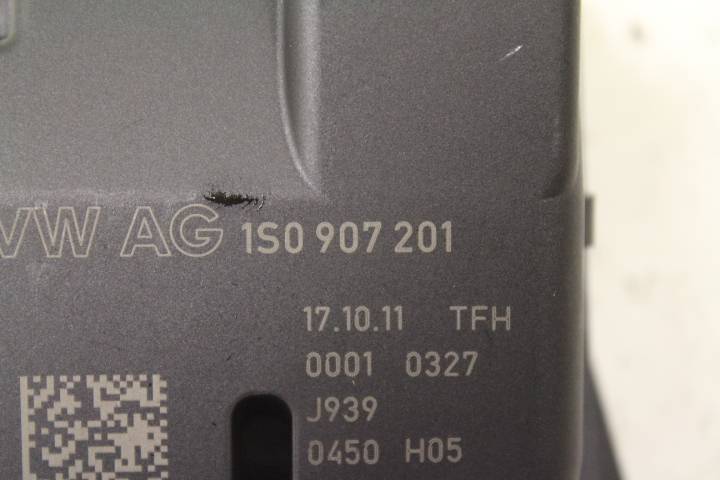 VW AG 1S0 907 201
17.10.11 TFH
0001 0327
J939
0450 H05